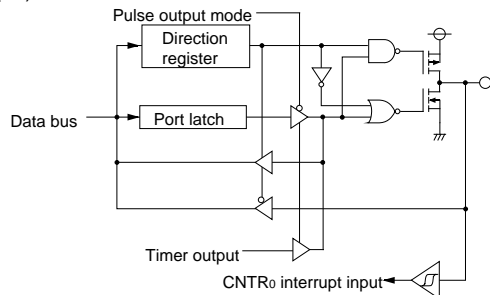 Pulse output mode
Direction
register
Data bus
Port latch
Timer output
CNTR0 interrupt input